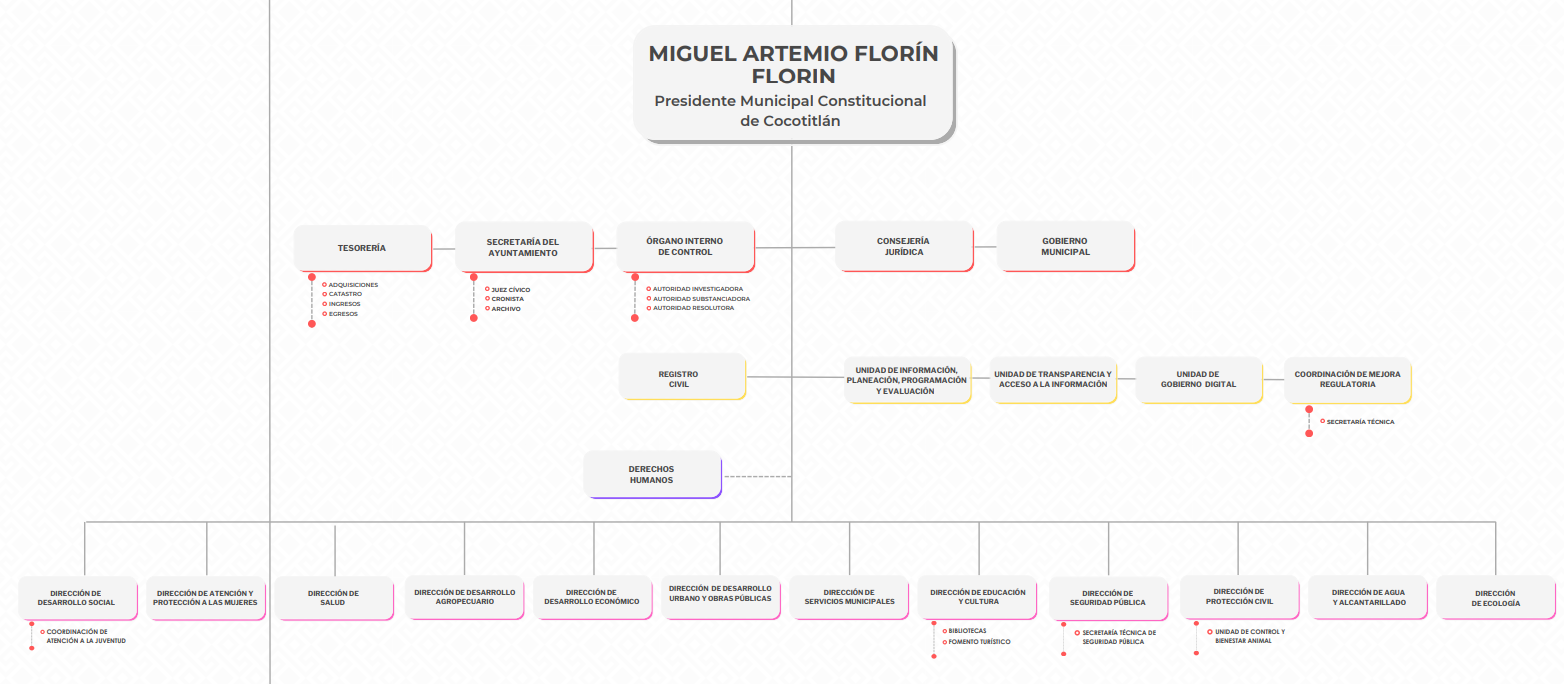 MIGUEL ARTEMIO FLORÍN
FLORIN
Presidente Municipal Constitucional
de Cocotitlán
TESORERÍA
ADQUISICIONES
CATASTRO
INGRESOS
EGRESOS
SECRETARÍA DEL
AYUNTAMIENTO
JUEZ CÍVICO
CRONISTA
ARCHIVO
ÓRGANO INTERNO
DE CONTROL
AUTORIDAD INVESTIGADORA
AUTORIDAD SUBSTANCIADORA
AUTORIDAD RESOLUTORA
CONSEJERÍA
JURÍDICA
GOBIERNO
MUNICIPAL
REGISTRO
CIVIL
UNIDAD DE INFORMACIÓN,
PLANEACIÓN, PROGRAMACIÓN
Y EVALUACIÓN
UNIDAD DE TRANSPARENCIA Y
ACCESO A LA INFORMACIÓN
UNIDAD DE
GOBIERNO DIGITAL
COORDINACIÓN DE MEJORA
REGULATORIA
SECRETARÍA TÉCNICA
DERECHOS
HUMANOS
DIRECCIÓN DE
DESARROLLO SOCIAL
COORDINACIÓN DE
ATENCIÓN A LA JUVENTUD
DIRECCIÓN DE ATENCIÓN Y
PROTECCIÓN A LAS MUJERES
DIRECCIÓN DE
SALUD
DIRECCIÓN DE DESARROLLO
AGROPECUARIO
DIRECCIÓN DE
DESARROLLO ECONÓMICO
DIRECCIÓN DE DESARROLLO
URBANO Y OBRAS PÚBLICAS
DIRECCIÓN DE
SERVICIOS MUNICIPALES
DIRECCIÓN DE EDUCACIÓN
Y CULTURA
BIBLIOTECAS
FOMENTO TURÍSTICO
DIRECCIÓN DE
SEGURIDAD PÚBLICA
SECRETARÍA TÉCNICA DE
SEGURIDAD PÚBLICA
DIRECCIÓN DE
PROTECCIÓN CIVIL
UNIDAD DE CONTROL Y
BIENESTAR ANIMAL
DIRECCIÓN DE AGUA
Y ALCANTARILLADO
DIRECCIÓN
DE ECOLOGÍA